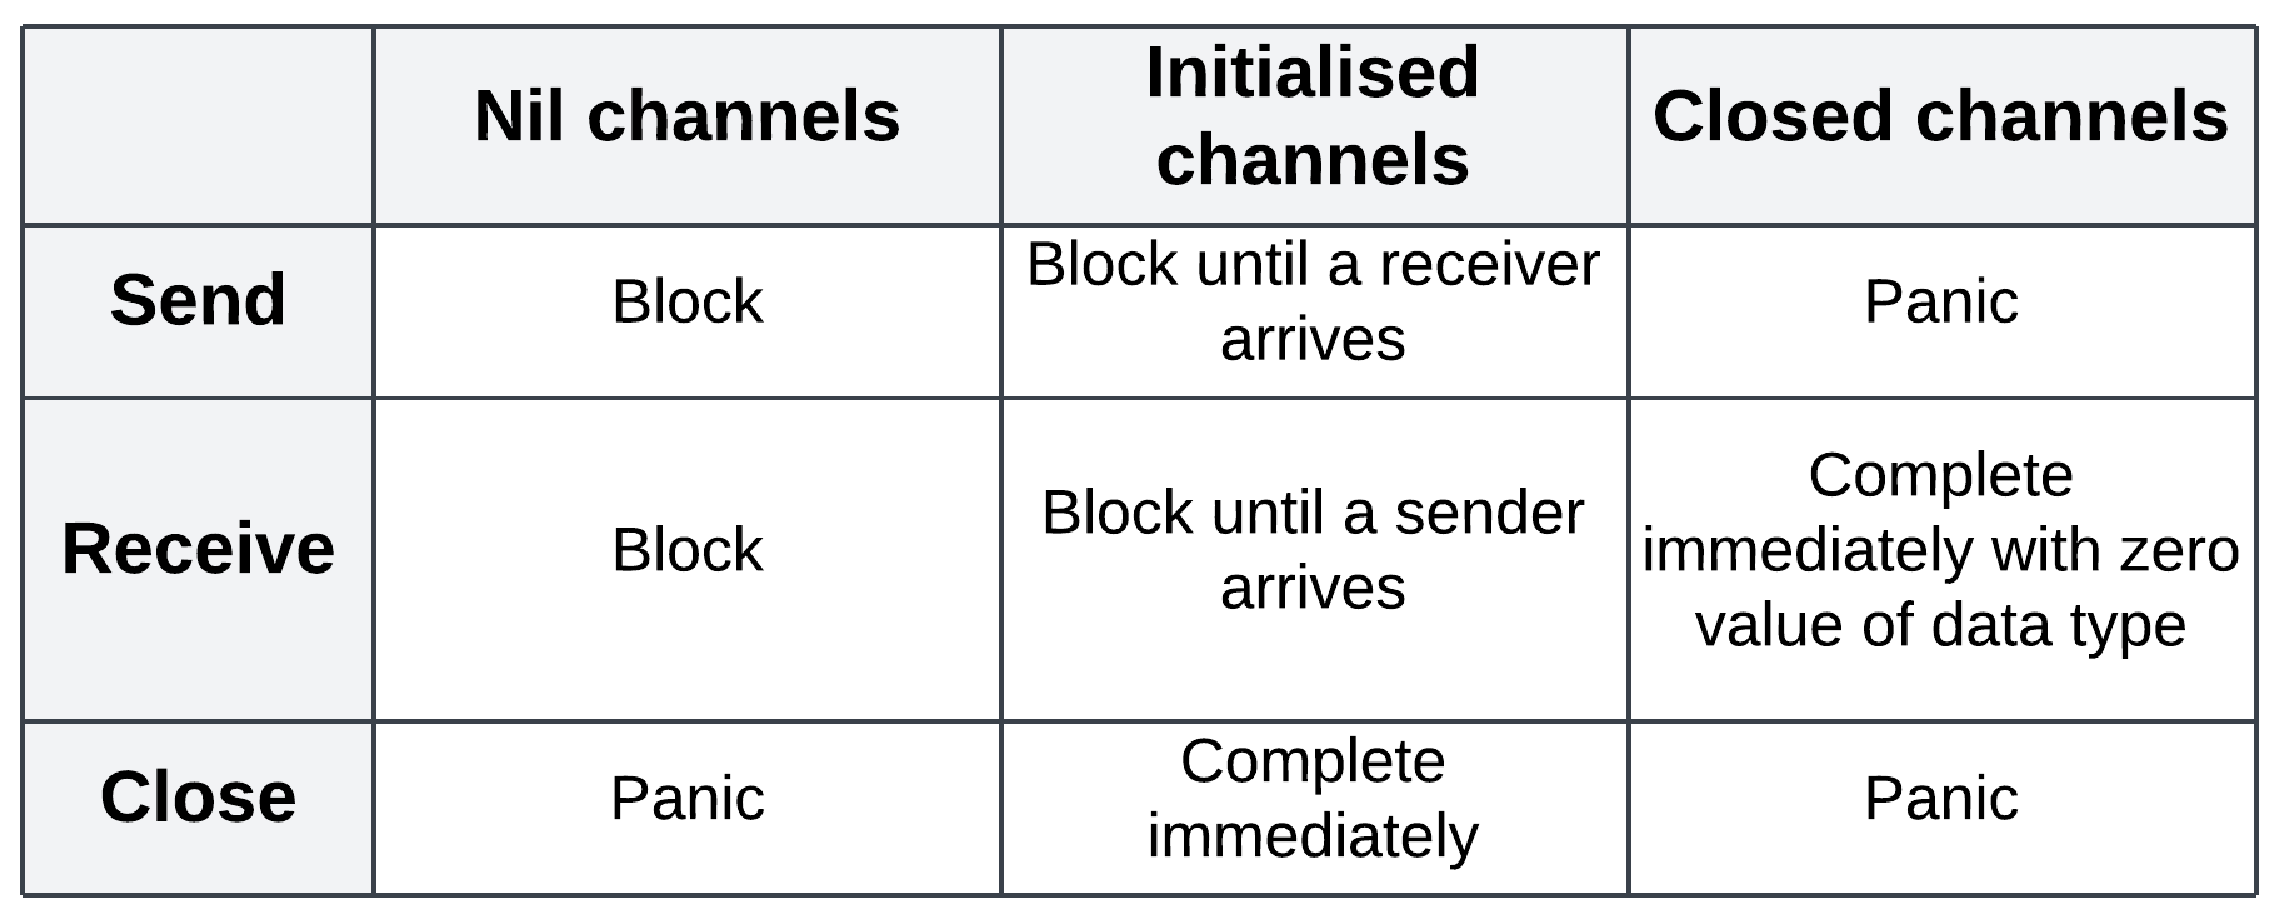 Nil channels
Initialised
channels
Closed channels
Send
Block
Block until a receiver
arrives
Panic
Receive
Block
Block until a sender
arrives
Complete
immediately with zero
value of data type
Close
Panic
Complete
immediately
Panic